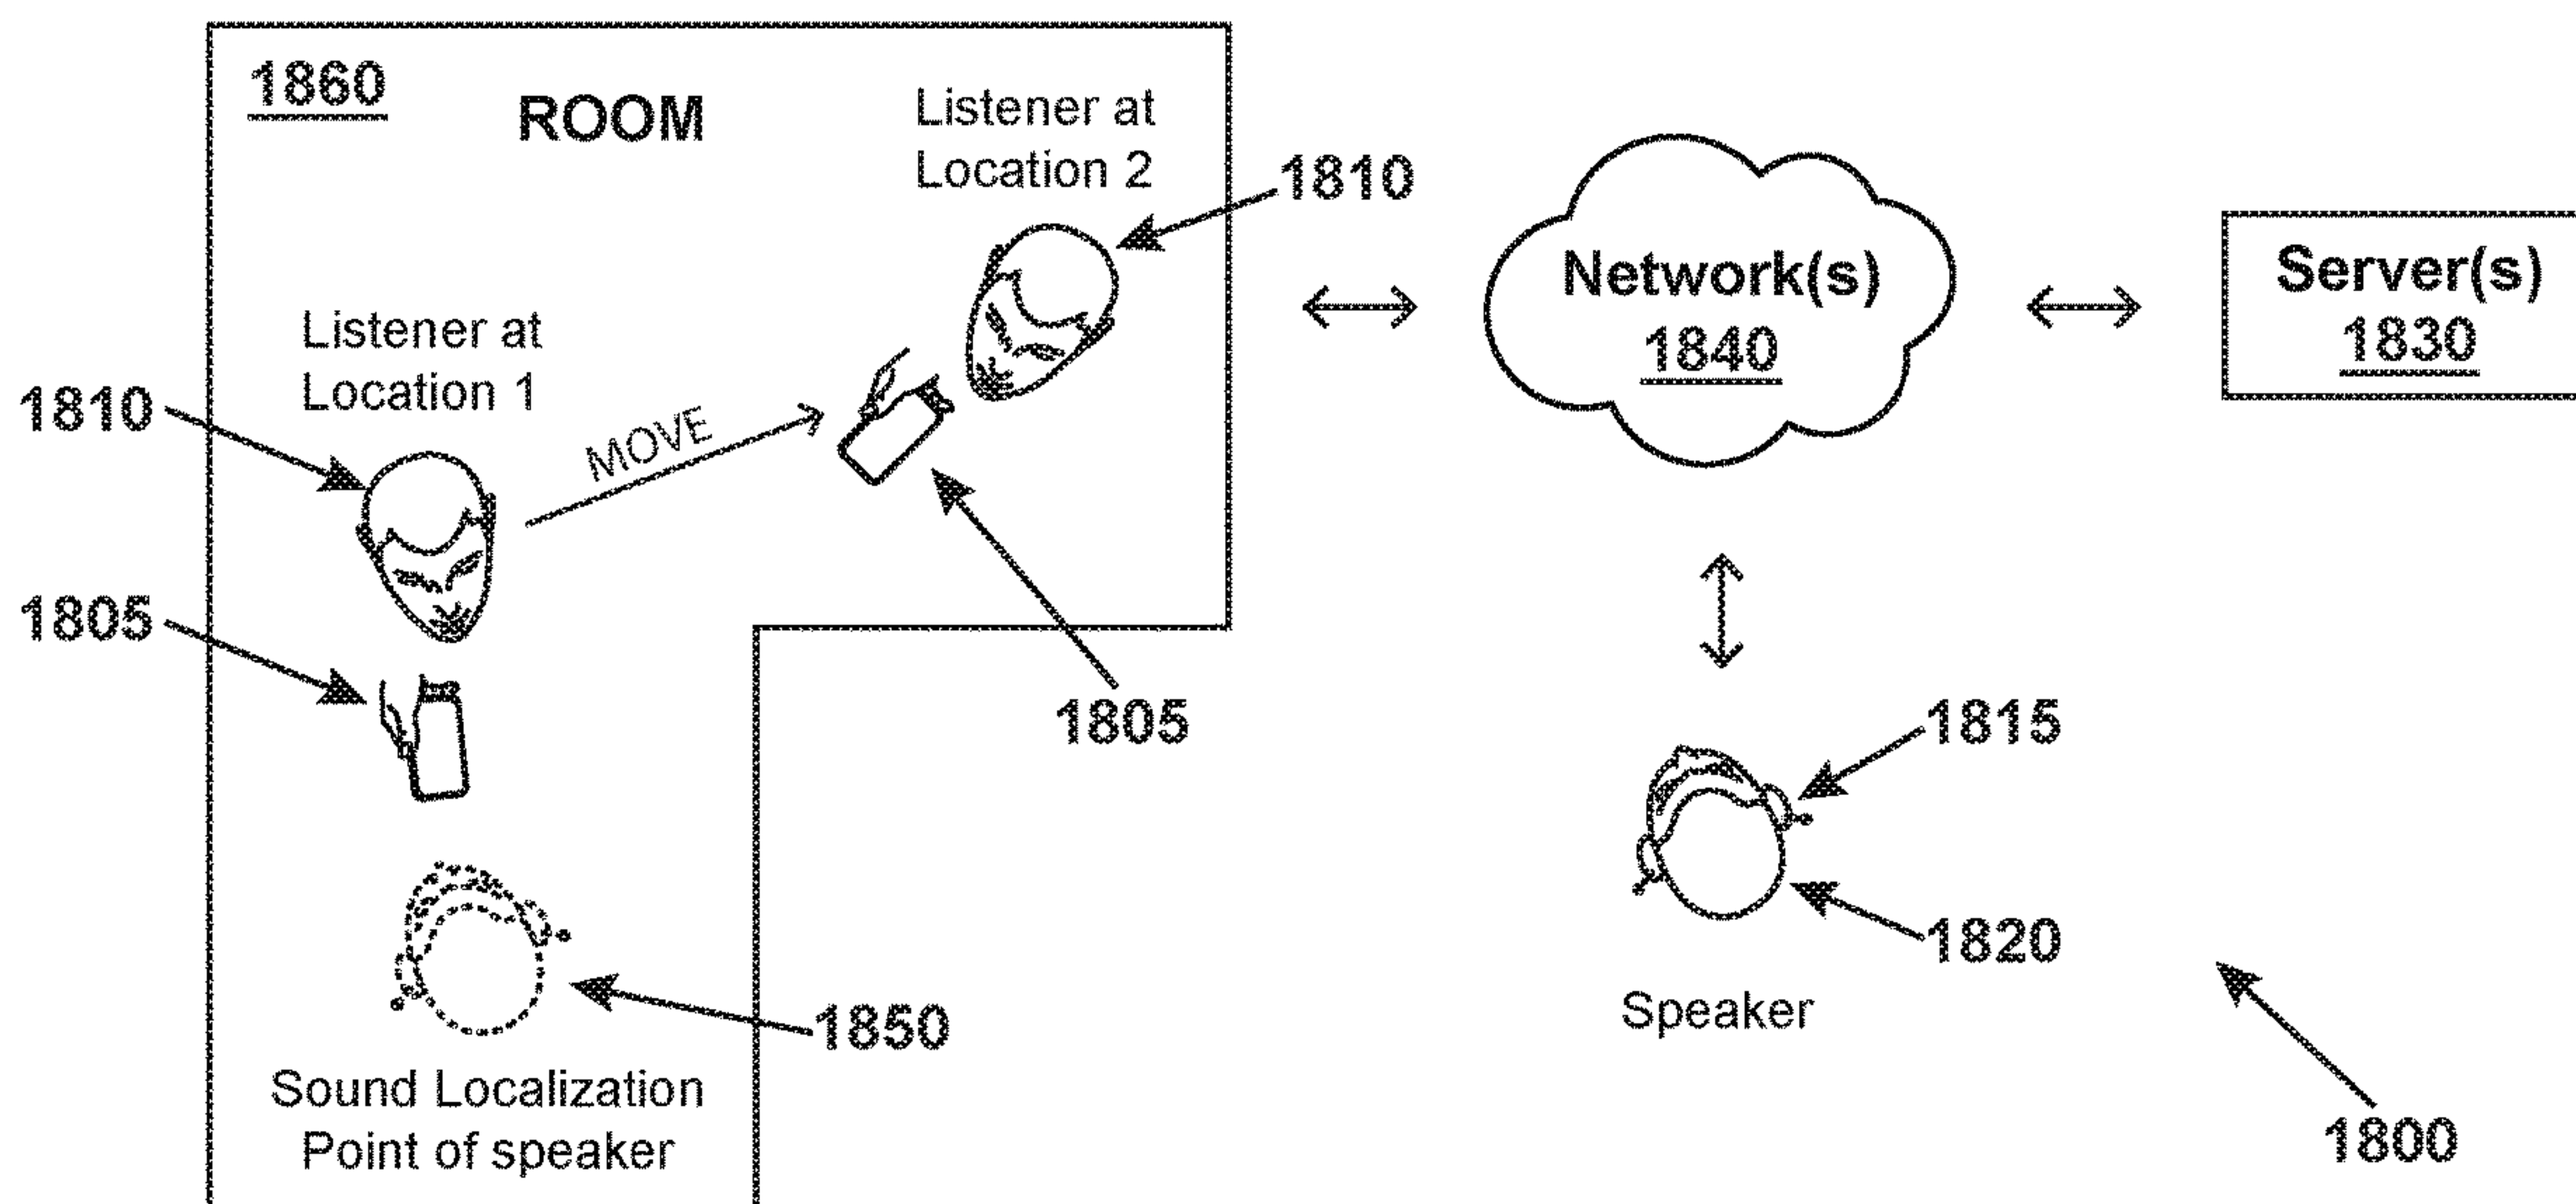 1860
ROOM
Listener at
Location 2
1810
Network(s)
1840
Server(s)
1830
Listener at
Location 1
1810
MOVE
1805
1805
1815
1820
Speaker
1850
Sound Localization
Point of speaker
1800